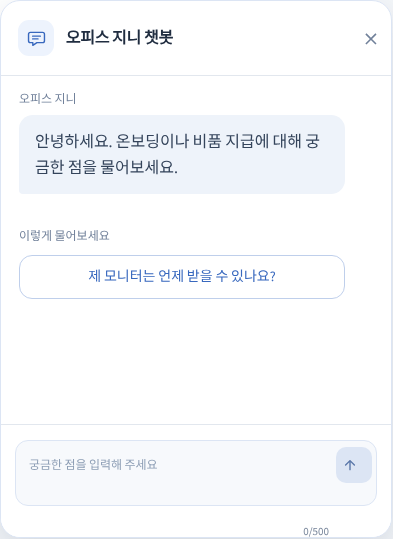 오피스 지니 챗봇
오피스 지니
안녕하세요. 온보딩이나 비품 지급에 대해 궁
금한 점을 물어보세요.
이렇게 물어보세요
제 모니터는 언제 받을 수 있나요?
궁금한 점을 입력해 주세요
0/500